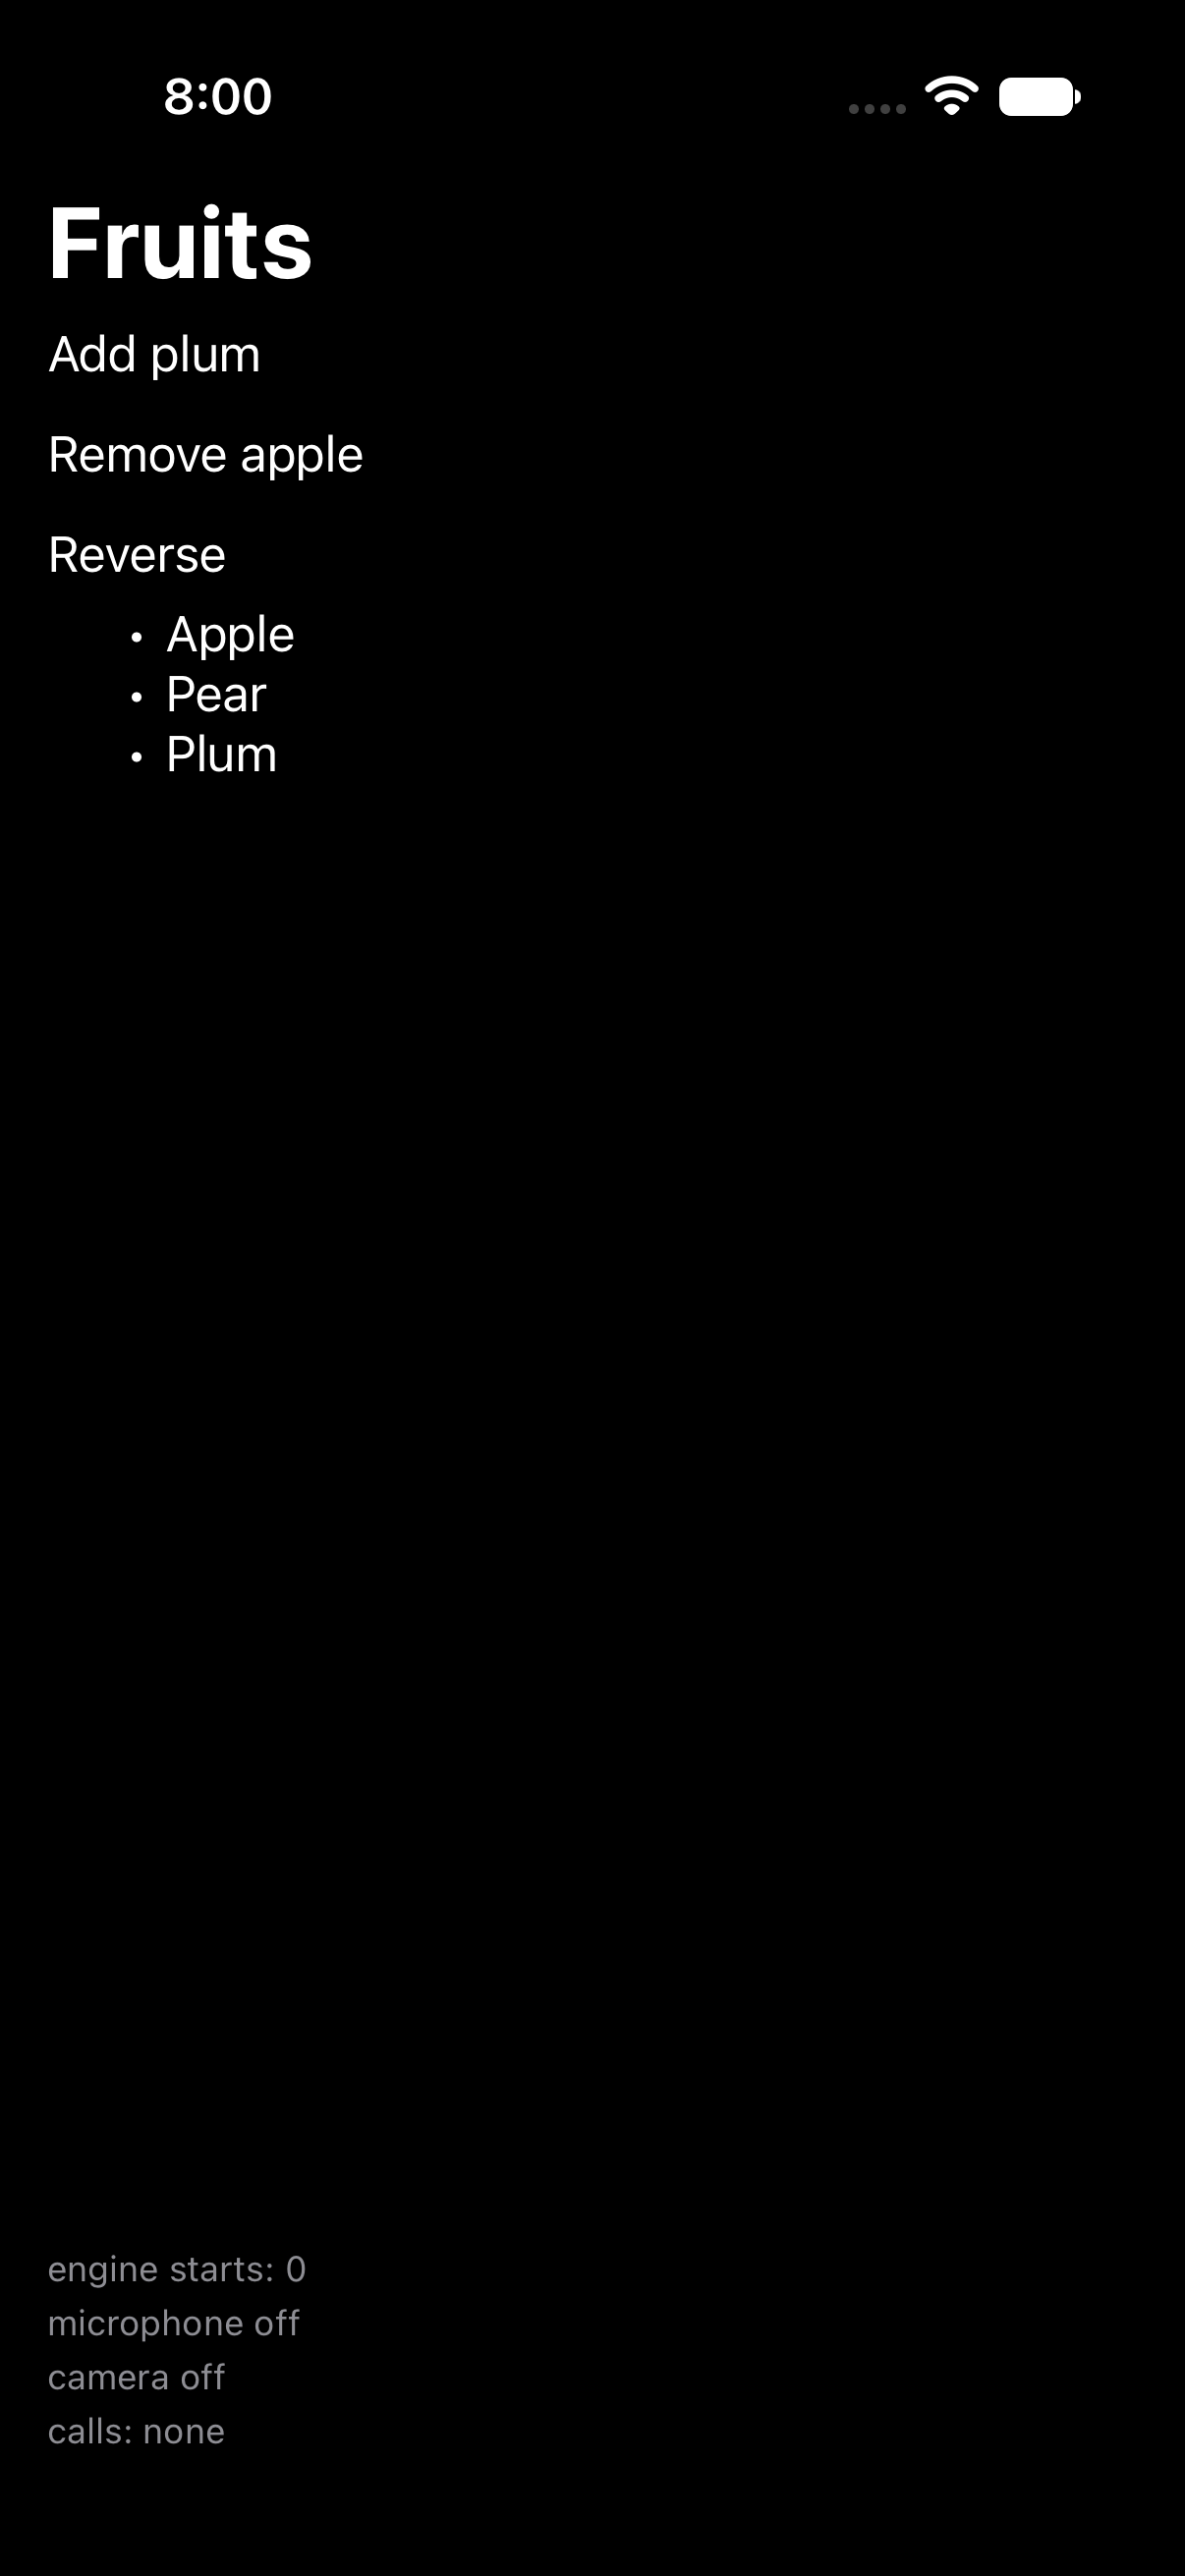 8:00
Fruits
Add plum
Remove apple
Reverse
• Apple
• Pear
• Plum
engine starts: 0
microphone off
camera off
calls: none